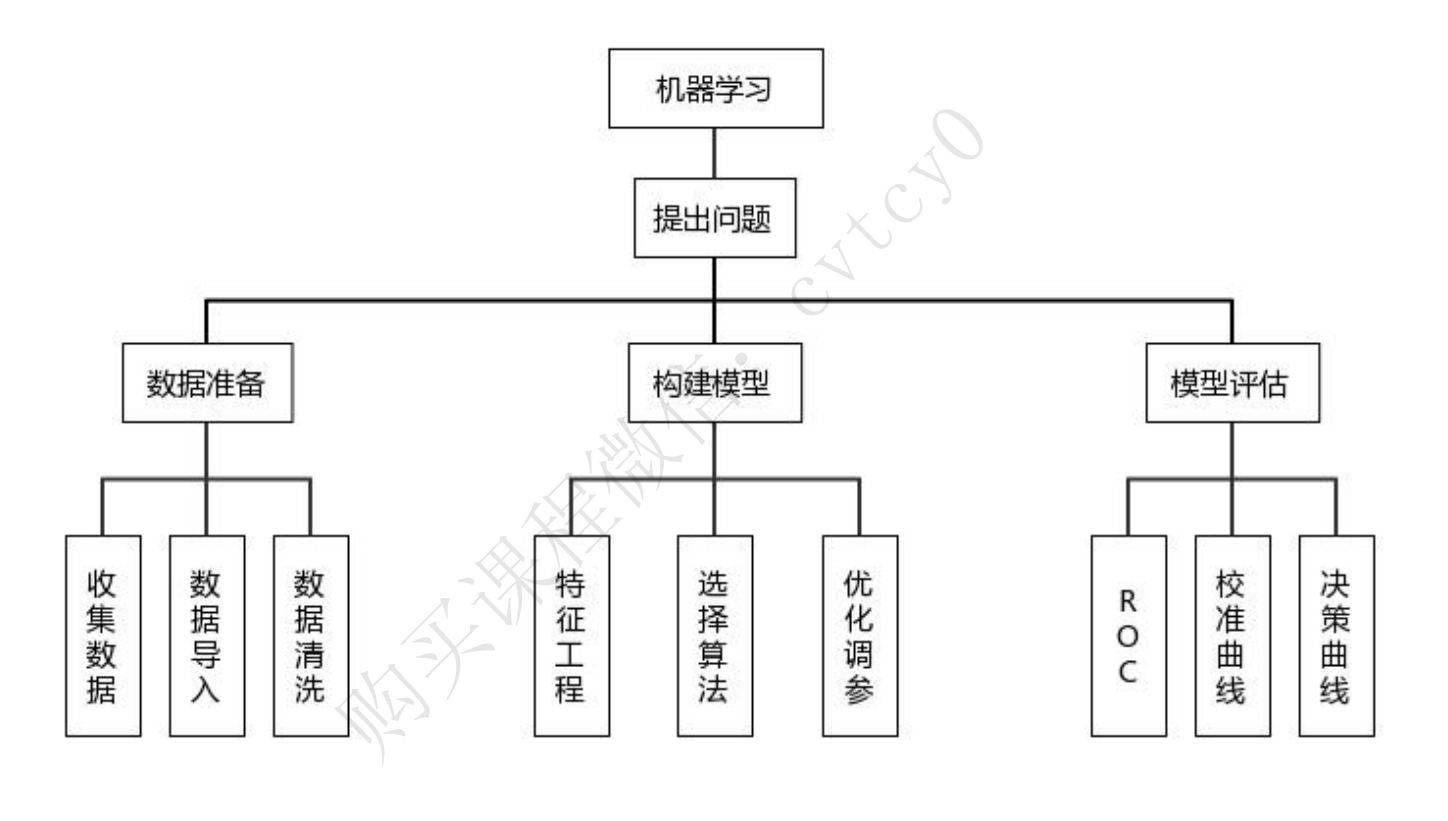 机器学习
提出问题
数据准备
构建模型
模型评估
收集数据
数据导入
数据清洗
特征工程
选择算法
优化调参
ROC
校准曲线
决策曲线
购买课程微信：cvtcy0